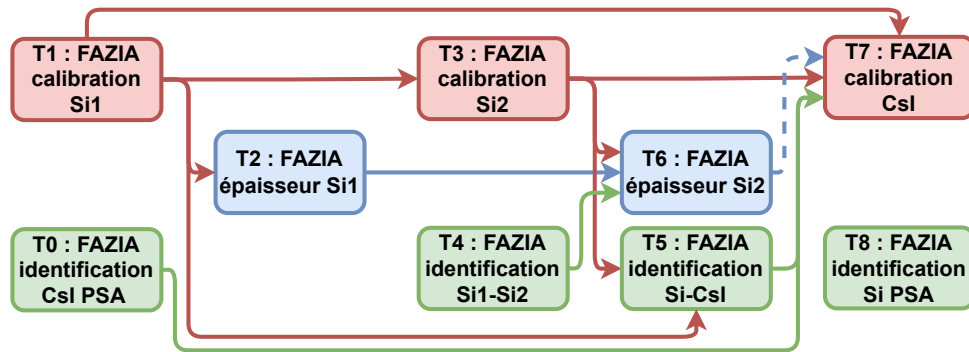 T1 : FAZIA
calibration
Si1
T3 : FAZIA
calibration
Si2
T7 : FAZIA
calibration
CsI
T2 : FAZIA
épaisseur Si1
T6 : FAZIA
épaisseur Si2
T0 : FAZIA
identification
CsI PSA
T4 : FAZIA
identification
Si1-Si2
T5 : FAZIA
identification
Si-CsI
T8 : FAZIA
identification
Si PSA